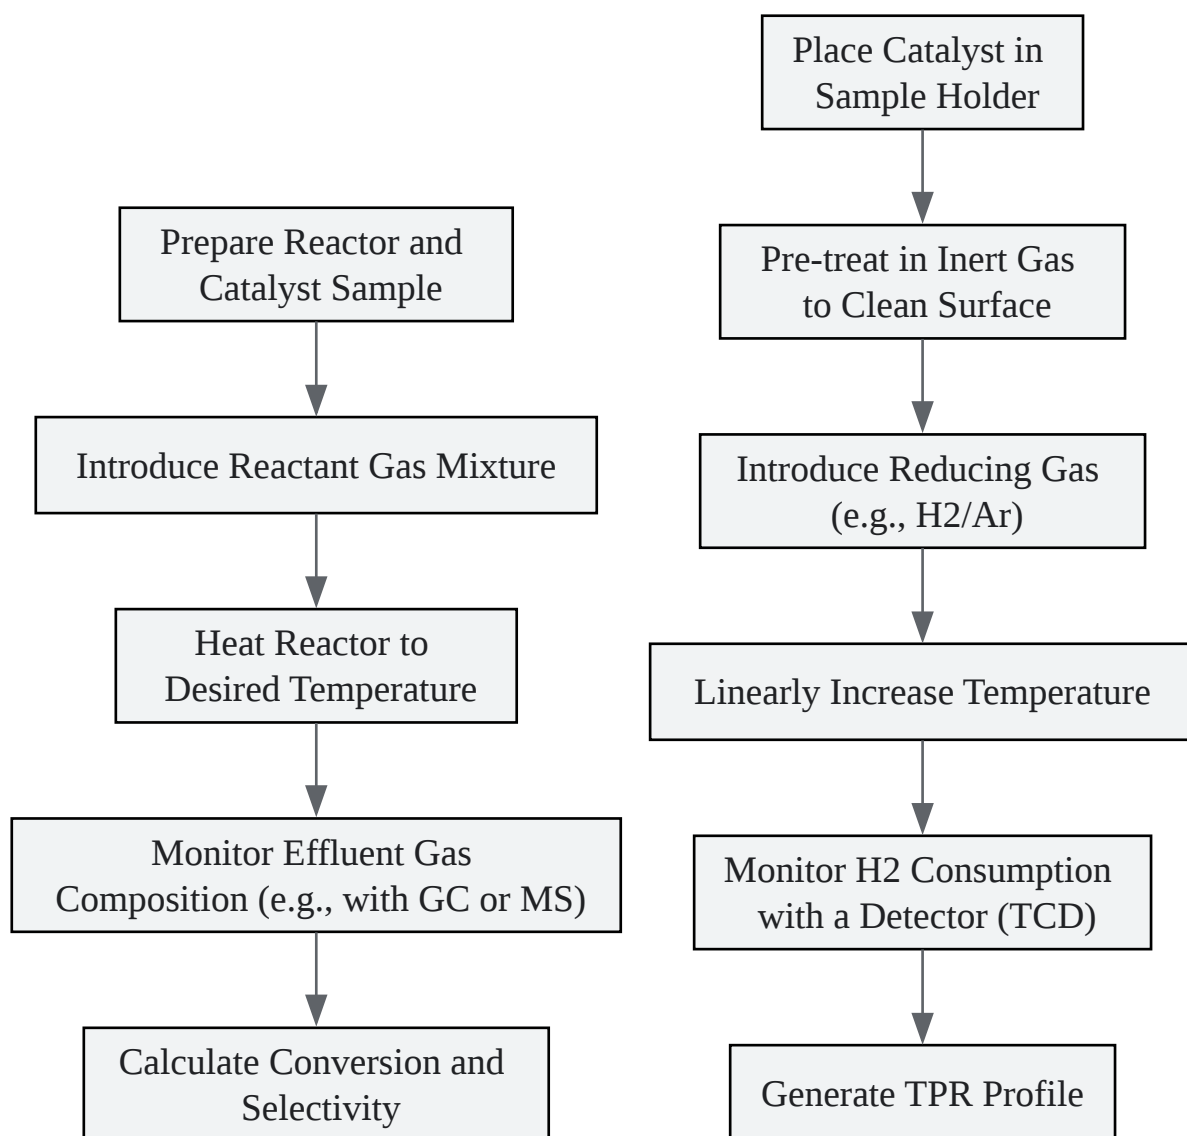 Prepare Reactor and
Catalyst Sample
Introduce Reactant Gas Mixture
Heat Reactor to
Desired Temperature
Monitor Effluent Gas
Composition (e.g., with GC or MS)
Calculate Conversion and
Selectivity
Place Catalyst in
Sample Holder
Pre-treat in Inert Gas
to Clean Surface
Introduce Reducing Gas
(e.g., H2/Ar)
Linearly Increase Temperature
Monitor H2 Consumption
with a Detector (TCD)
Generate TPR Profile